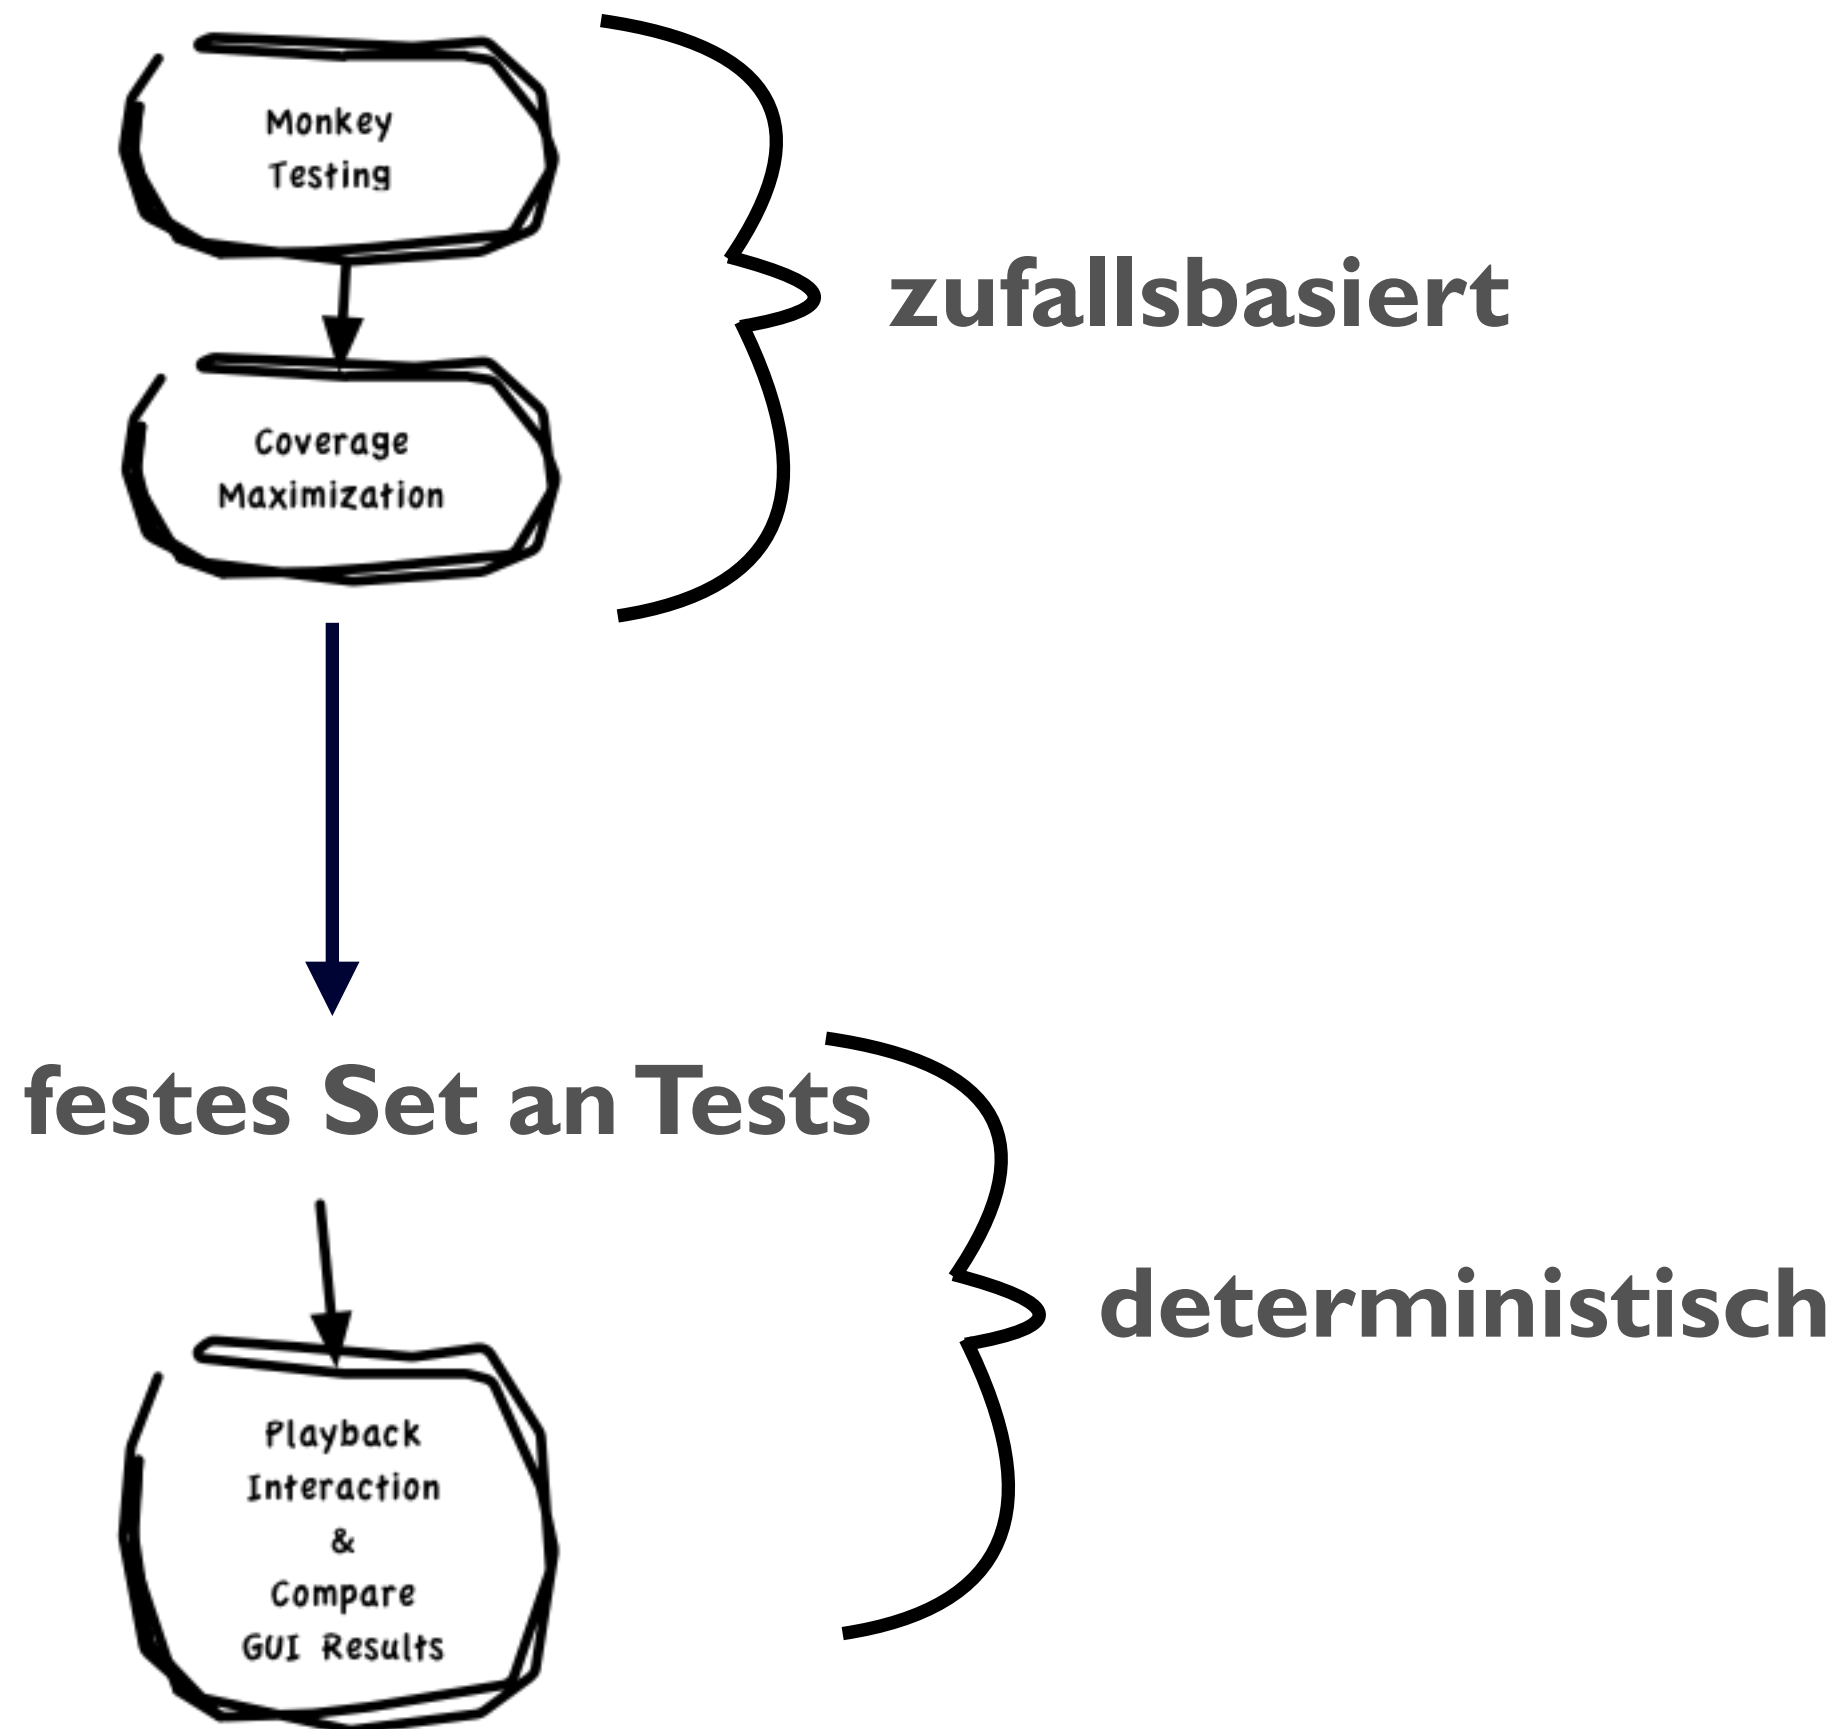 Monkey
Testing
zufallsbasiert
Coverage
Maximization
festes Set an Tests
deterministisch
Playback
Interaction
&
Compare
GUI Results